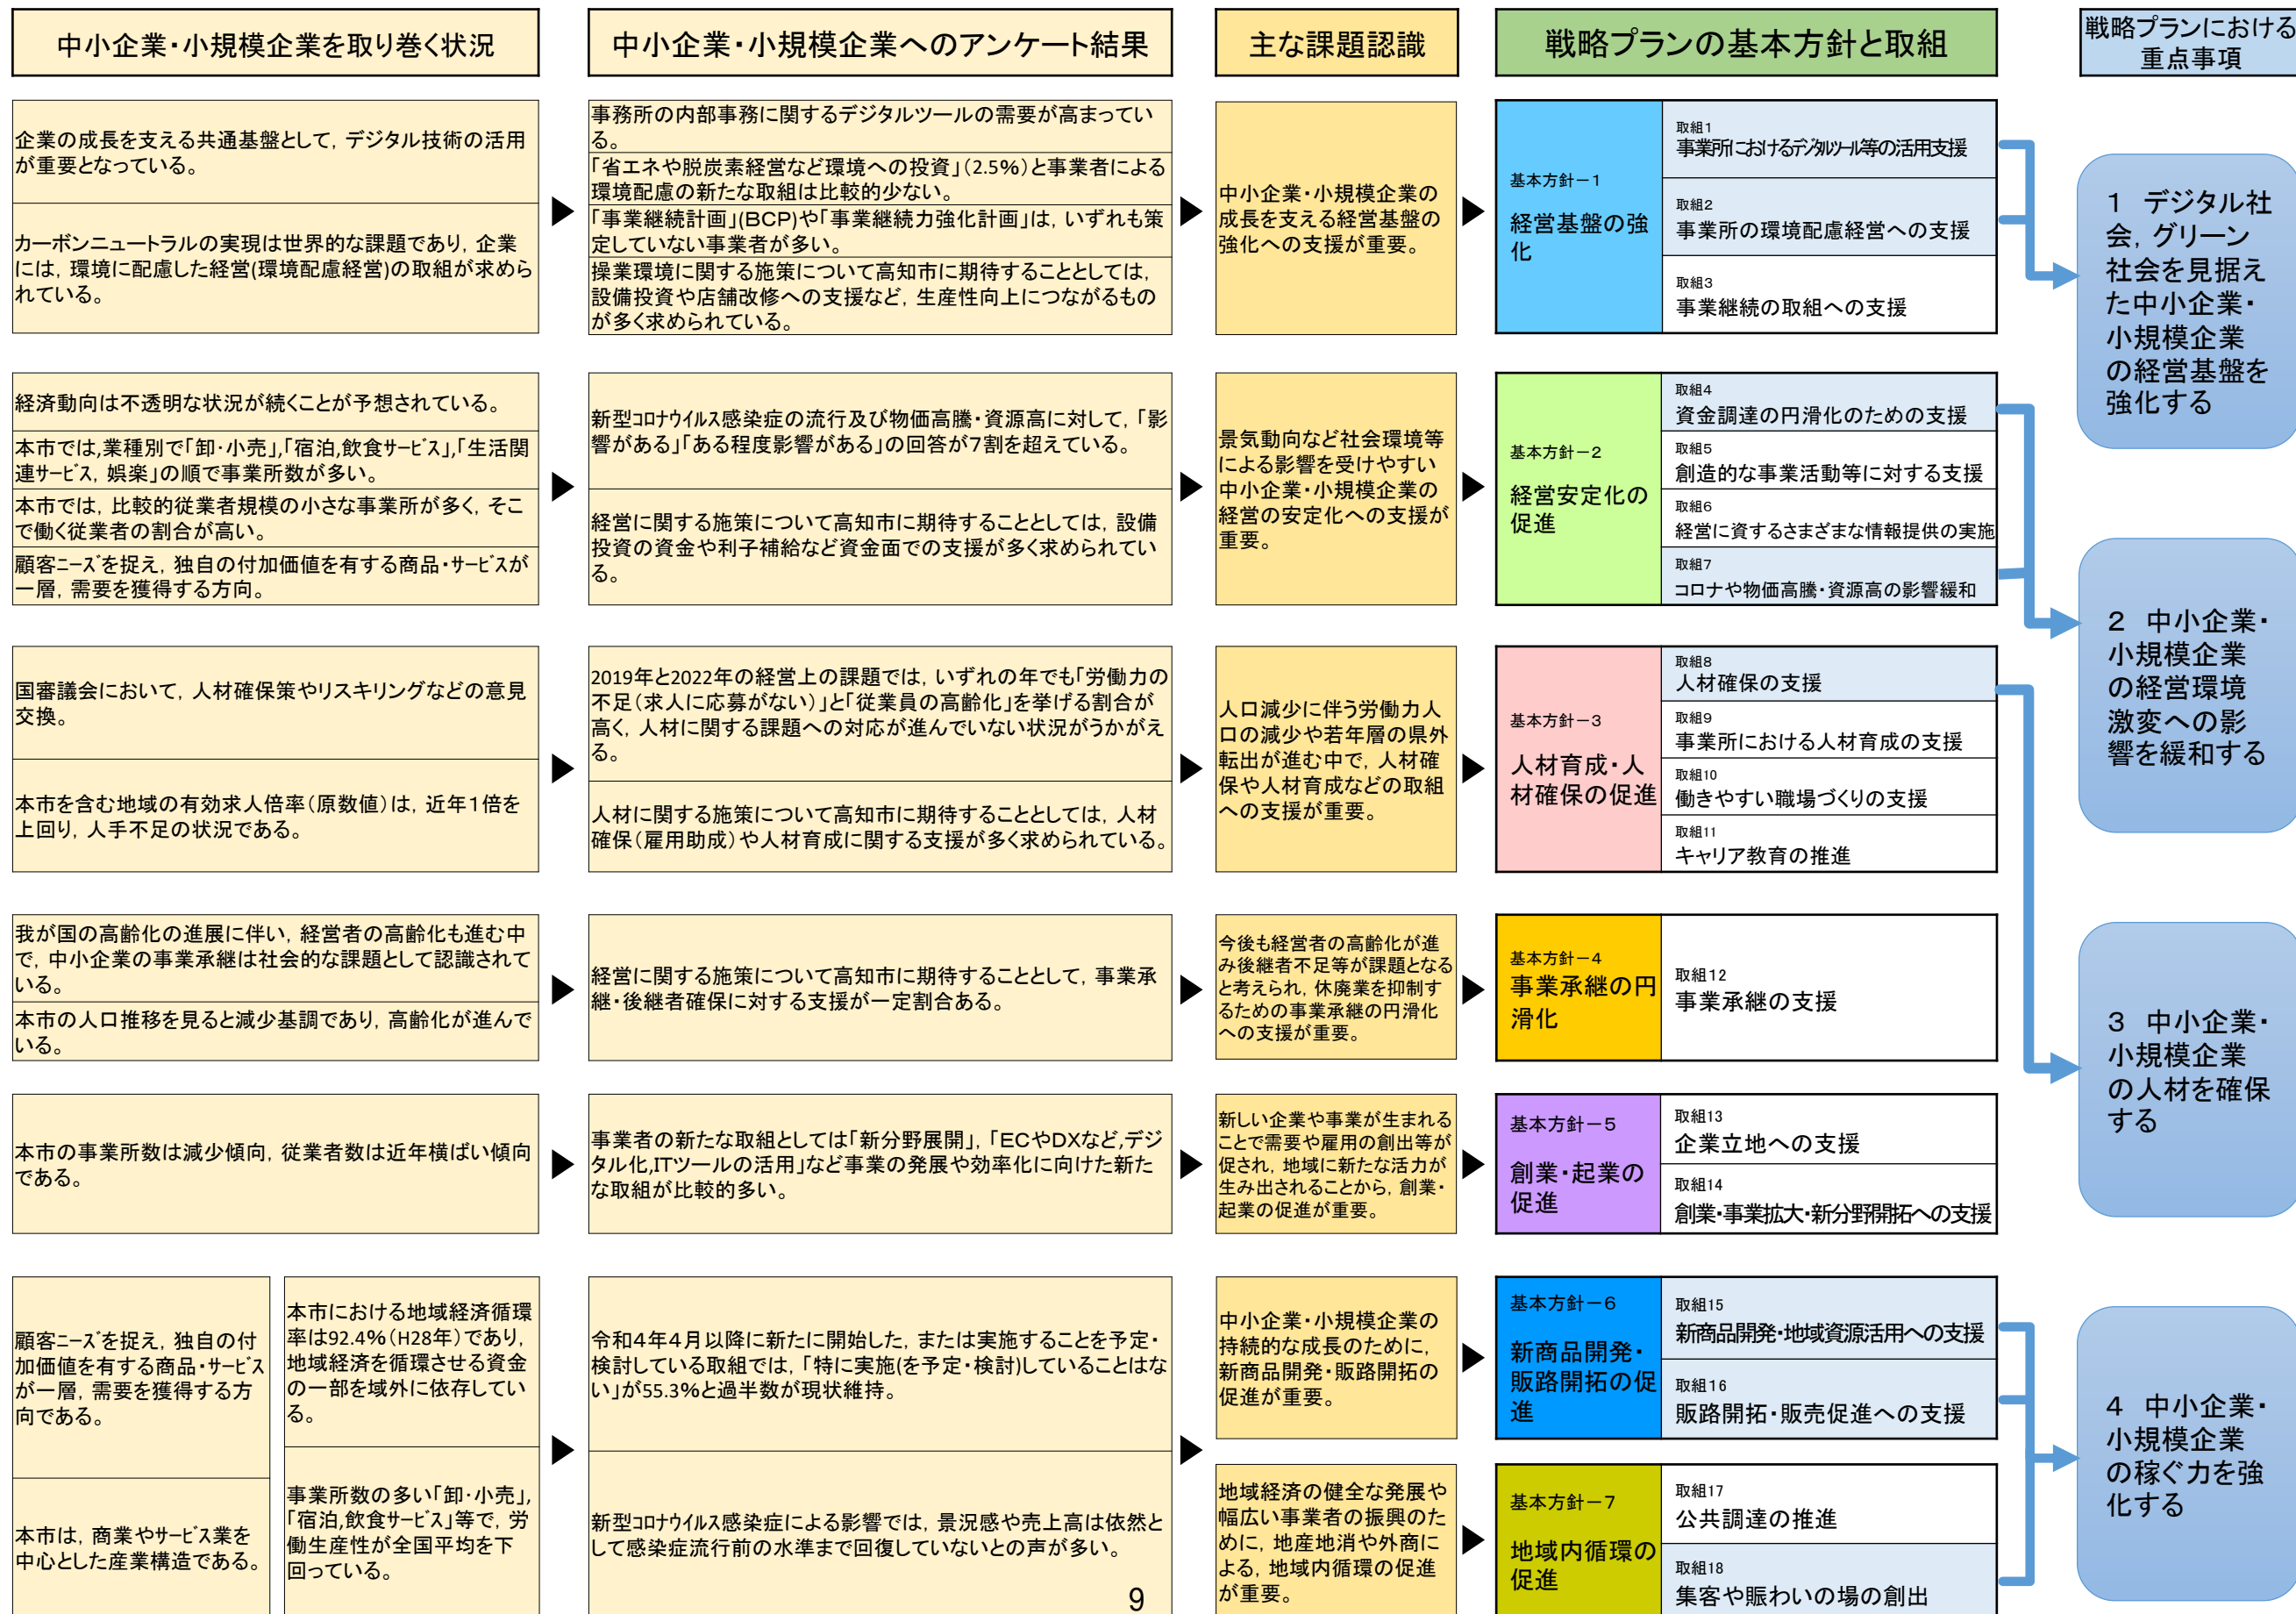 中小企業・小規模企業を取り巻く状況
中小企業・小規模企業へのアンケート結果
主な課題認識
戦略プランの基本方針と取組
戦略プランにおける
重点事項
企業の成長を支える共通基盤として，デジタル技術の活用
が重要となっている。
カーボンニュートラルの実現は世界的な課題であり，企業
には，環境に配慮した経営(環境配慮経営)の取組が求めら
れている。
事務所の内部事務に関するデジタルツールの需要が高まってい
る。
「省エネや脱炭素経営など環境への投資」（2.5%）と事業者による
環境配慮の新たな取組は比較的少ない。
「事業継続計画」(BCP)や「事業継続力強化計画」は，いずれも策
定していない事業者が多い。
操業環境に関する施策について高知市に期待することとしては，
設備投資や店舗改修への支援など，生産性向上につながるもの
が多く求められている。
中小企業・小規模企業の
成長を支える経営基盤の
強化への支援が重要。
基本方針－1
経営基盤の強
化
取組1
事業所におけるデジタルツール等の活用支援
取組2
事業所の環境配慮経営への支援
取組3
事業継続の取組への支援
1　デジタル社
会，グリーン
社会を見据え
た中小企業・
小規模企業
の経営基盤を
強化する
経済動向は不透明な状況が続くことが予想されている。
本市では，業種別で「卸・小売」，「宿泊，飲食サービス」，「生活関
連サービス，娯楽」の順で事業所数が多い。
本市では，比較的従業者規模の小さな事業所が多く，そこ
で働く従業者の割合が高い。
顧客ニーズを捉え，独自の付加価値を有する商品・サービスが
一層，需要を獲得する方向。
新型コロナウイルス感染症の流行及び物価高騰・資源高に対して，「影
響がある」「ある程度影響がある」の回答が7割を超えている。
経営に関する施策について高知市に期待することとしては，設備
投資の資金や利子補給など資金面での支援が多く求められてい
る。
景気動向など社会環境等
による影響を受けやすい
中小企業・小規模企業の
経営の安定化への支援が
重要。
基本方針－2
経営安定化の
促進
取組4
資金調達の円滑化のための支援
取組5
創造的な事業活動等に対する支援
取組6
経営に資するさまざまな情報提供の実施
取組7
コロナや物価高騰・資源高の影響緩和
2　中小企業・
小規模企業
の経営環境
激変への影
響を緩和する
国審議会において，人材確保策やリスキリングなどの意見
交換。
本市を含む地域の有効求人倍率（原数値）は，近年1倍を
上回り，人手不足の状況である。
2019年と2022年の経営上の課題では，いずれの年でも「労働力の
不足（求人に応募がない）」と「従業員の高齢化」を挙げる割合が
高く，人材に関する課題への対応が進んでいない状況がうかがえ
る。
人材に関する施策について高知市に期待することとしては，人材
確保（雇用助成）や人材育成に関する支援が多く求められている。
人口減少に伴う労働力人
口の減少や若年層の県外
転出が進む中で，人材確
保や人材育成などの取組
への支援が重要。
基本方針－3
人材育成・人
材確保の促進
取組8
人材確保の支援
取組9
事業所における人材育成の支援
取組10
働きやすい職場づくりの支援
取組11
キャリア教育の推進
3　中小企業・
小規模企業
の人材を確保
する
我が国の高齢化の進展に伴い，経営者の高齢化も進む中
で，中小企業の事業承継は社会的な課題として認識されて
いる。
本市の人口推移を見ると減少基調であり，高齢化が進んで
いる。
経営に関する施策について高知市に期待することとして，事業承
継・後継者確保に対する支援が一定割合ある。
今後も経営者の高齢化が進
み後継者不足等が課題となる
と考えられ，休廃業を抑制す
るための事業承継の円滑化
への支援が重要。
基本方針－4
事業承継の円
滑化
取組12
事業承継の支援
本市の事業所数は減少傾向，従業者数は近年横ばい傾向
である。
事業者の新たな取組としては「新分野展開」，「ECやDXなど，デジ
タル化，ITツールの活用」など事業の発展や効率化に向けた新た
な取組が比較的多い。
新しい企業や事業が生まれる
ことで需要や雇用の創出等が
促され，地域に新たな活力が
生み出されることから，創業・
起業の促進が重要。
基本方針－5
創業・起業の
促進
取組13
企業立地への支援
取組14
創業・事業拡大・新分野開拓への支援
顧客ニーズを捉え，独自の付
加価値を有する商品・サービス
が一層，需要を獲得する方
向である。
本市は，商業やサービス業を
中心とした産業構造である。
本市における地域経済循環
率は92.4%（H28年）であり，
地域経済を循環させる資金
の一部を域外に依存してい
る。
事業所数の多い「卸・小売」，
「宿泊，飲食サービス」等で，労
働生産性が全国平均を下
回っている。
令和4年4月以降に新たに開始した，または実施することを予定・
検討している取組では，「特に実施(を予定・検討)していることはな
い」が55.3%と過半数が現状維持。
新型コロナウイルス感染症による影響では，景況感や売上高は依然と
して感染症流行前の水準まで回復していないとの声が多い。
中小企業・小規模企業の
持続的な成長のために，
新商品開発・販路開拓の
促進が重要。
地域経済の健全な発展や
幅広い事業者の振興のた
めに，地産地消や外商に
よる，地域内循環の促進
が重要。
基本方針－6
新商品開発・
販路開拓の促
進
取組15
新商品開発・地域資源活用への支援
取組16
販路開拓・販売促進への支援
基本方針－7
地域内循環の
促進
取組17
公共調達の推進
取組18
集客や賑わいの場の創出
4　中小企業・
小規模企業
の稼ぐ力を強
化する
9